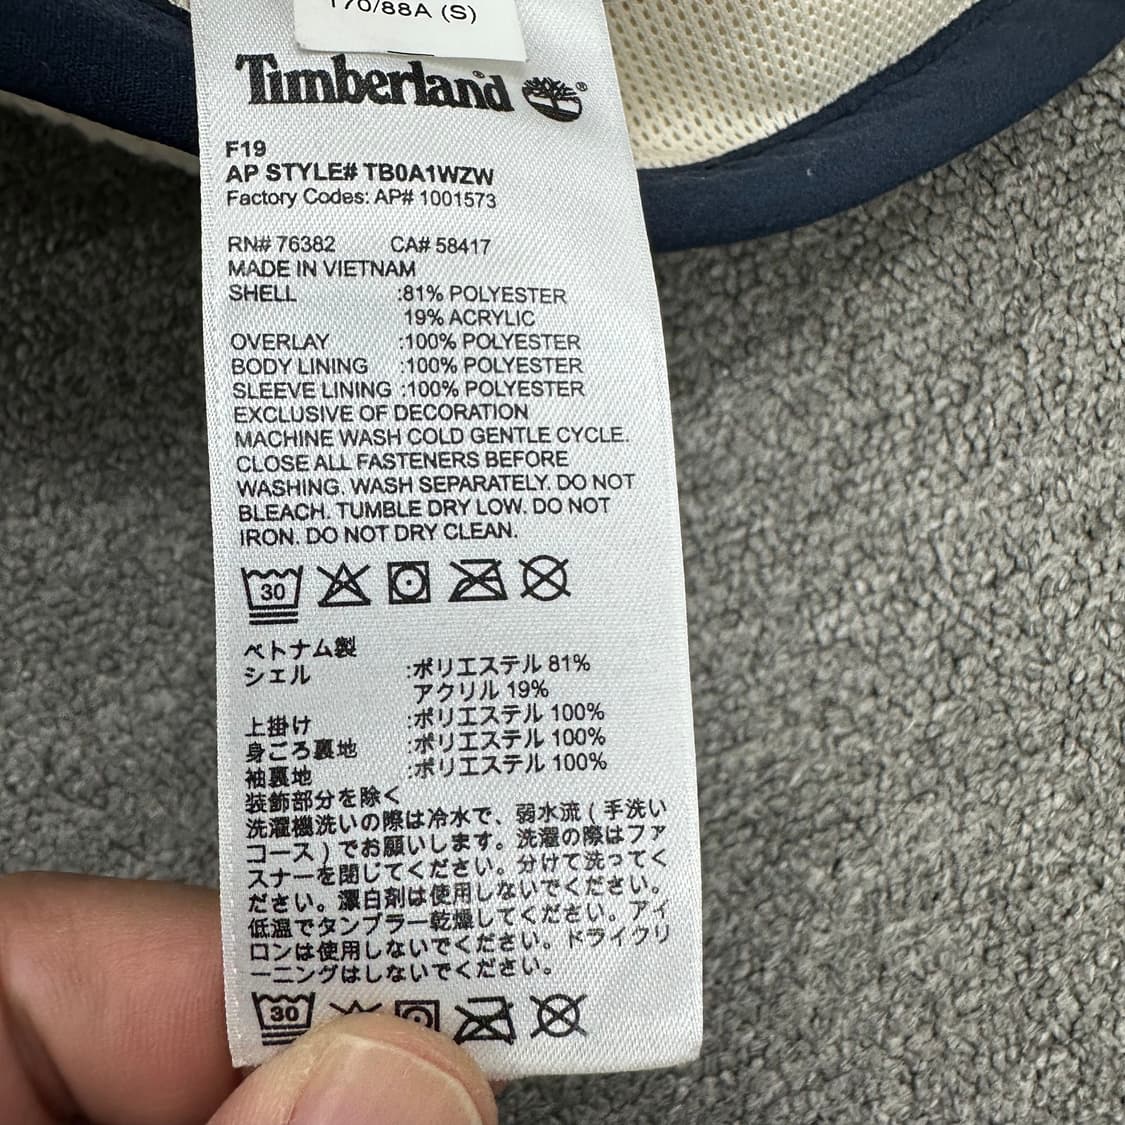 170/88A (S)
Timberland ®
F19
AP STYLE# TB0A1WZW
Factory Codes: AP# 1001573
RN# 76382 CA# 58417
MADE IN VIETNAM
SHELL :81% POLYESTER
19% ACRYLIC
OVERLAY :100% POLYESTER
BODY LINING :100% POLYESTER
SLEEVE LINING :100% POLYESTER
EXCLUSIVE OF DECORATION
MACHINE WASH COLD GENTLE CYCLE.
CLOSE ALL FASTENERS BEFORE
WASHING. WASH SEPARATELY. DO NOT
BLEACH. TUMBLE DRY LOW. DO NOT
IRON. DO NOT DRY CLEAN.
30
ベトナム製
シェル :ポリエステル 81%
アクリル 19%
上掛け :ポリエステル 100%
身ごろ裏地 :ポリエステル 100%
袖裏地 :ポリエステル 100%
装飾部分を除く
洗濯機洗いの際は冷水で、弱水流 ( 手洗い
コース ) でお願いします。洗濯の際はファ
スナーを閉じてください。分けて洗ってく
ださい。漂白剤は使用しないでください。
低温でタンブラー乾燥してください。アイ
ロンは使用しないでください。ドライクリ
ーニングはしないでください。
30